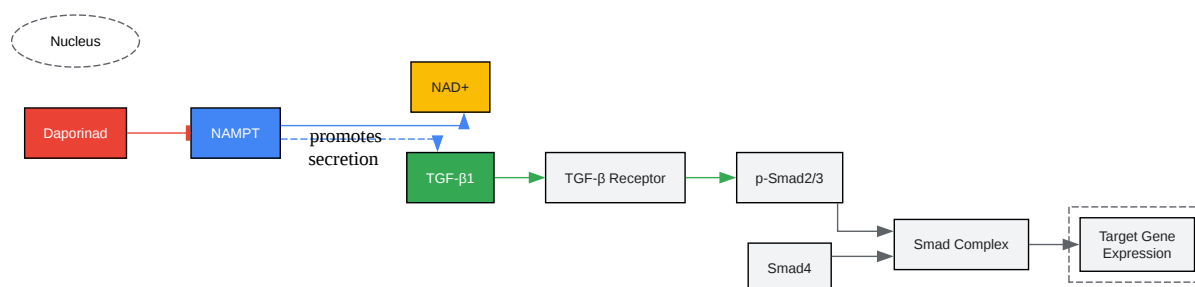 Nucleus
NAD+
Daporinad
NAMPT
promotes
secretion
TGF-β1
TGF-β Receptor
p-Smad2/3
Smad4
Smad Complex
Target Gene
Expression